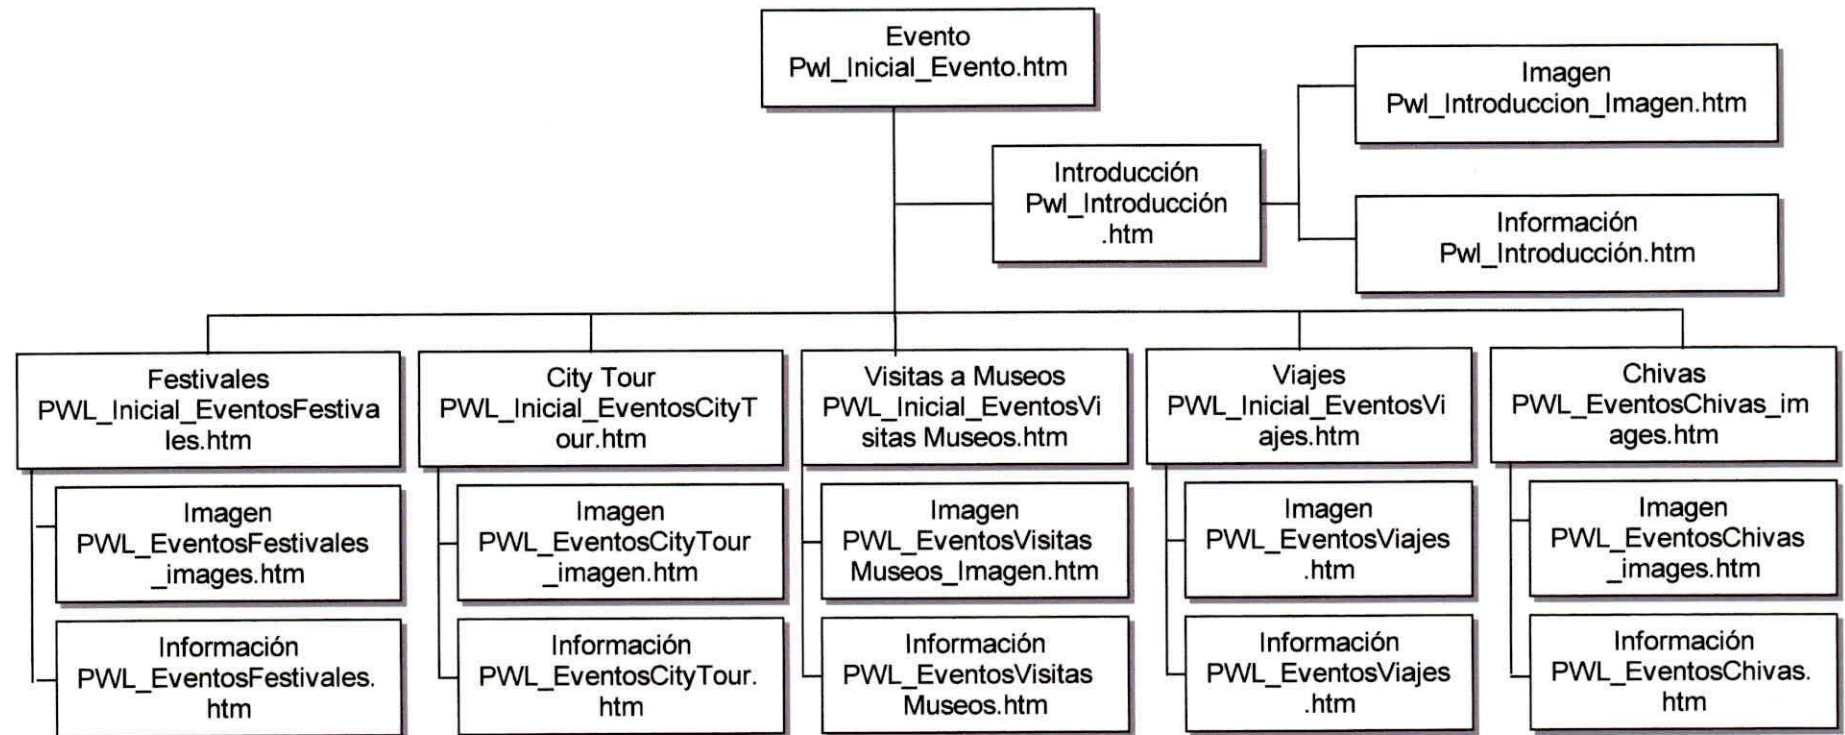 Evento
Pwl_Inicial_Evento.htm
Imagen
Pwl_Introduccion_Imagen.htm
Introducción
Pwl_Introducción
.htm
Información
Pwl_Introducción.htm
Festivales
PWL_Inicial_EventosFestiva
les.htm
Imagen
PWL_EventosFestivales
_images.htm
Información
PWL_EventosFestivales.
htm
City Tour
PWL_Inicial_EventosCityT
our.htm
Imagen
PWL_EventosCityTour
_imagen.htm
Información
PWL_EventosCityTour.
htm
Visitas a Museos
PWL_Inicial_EventosVi
sitas Museos.htm
Imagen
PWL_EventosVisitas
Museos_Imagen.htm
Información
PWL_EventosVisitas
Museos.htm
Viajes
PWL_Inicial_EventosVi
ajes.htm
Imagen
PWL_EventosViajes
.htm
Información
PWL_EventosViajes
.htm
Chivas
PWL_EventosChivas_im
ages.htm
Imagen
PWL_EventosChivas
_images.htm
Información
PWL_EventosChivas.
htm